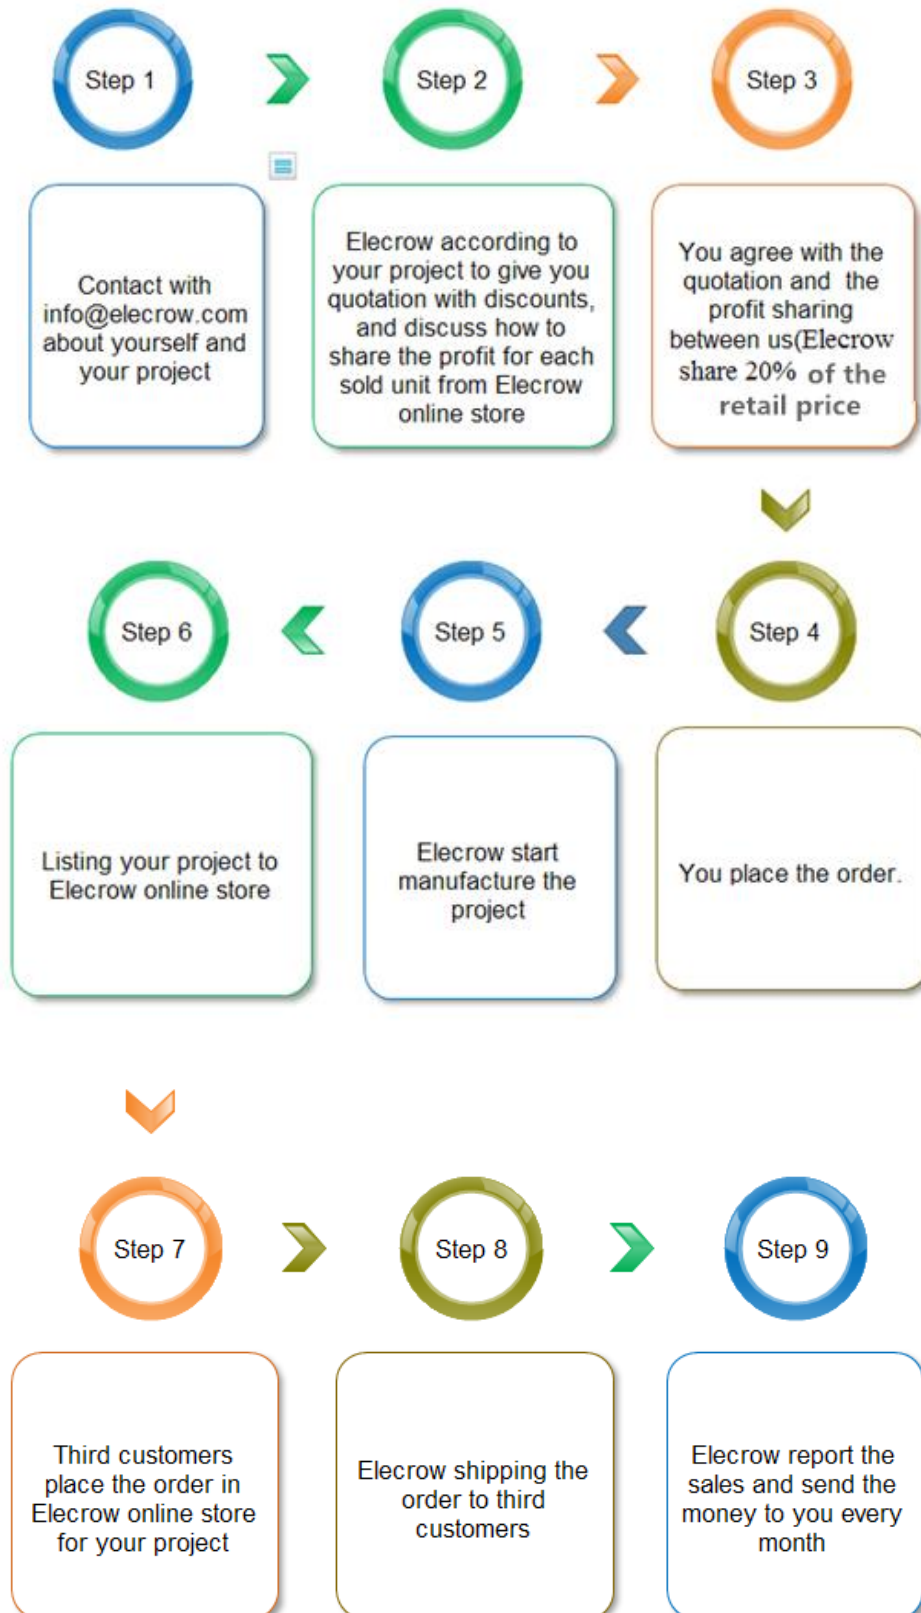 Step 1
Step 2
Step 3
Contact with
info@elecrow.com
about yourself and
your project
Elecrow according to
your project to give you
quotation with discounts,
and discuss how to
share the profit for each
sold unit from Elecrow
online store
You agree with the
quotation and the
profit sharing
between us(Elecrow
share 20% of the
retail price
Step 4
Step 5
Step 6
You place the order.
Elecrow start
manufacture the
project
Listing your project to
Elecrow online store
Step 7
Step 8
Step 9
Third customers
place the order in
Elecrow online store
for your project
Elecrow shipping the
order to third
customers
Elecrow report the
sales and send the
money to you every
month